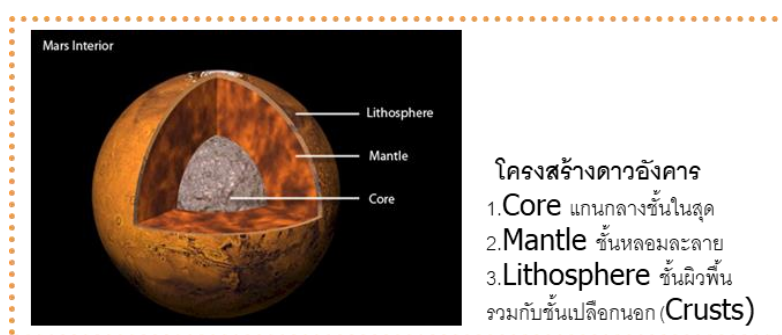 Mars Interior
Lithosphere
Mantle
Core
โครงสร้างดาวอังคาร
1.Core แกนกลางชั้นในสุด
2.Mantle ชั้นหลอมละลาย
3.Lithosphere ชั้นผิวพื้น
รวมกับชั้นเปลือกนอก (Crusts)